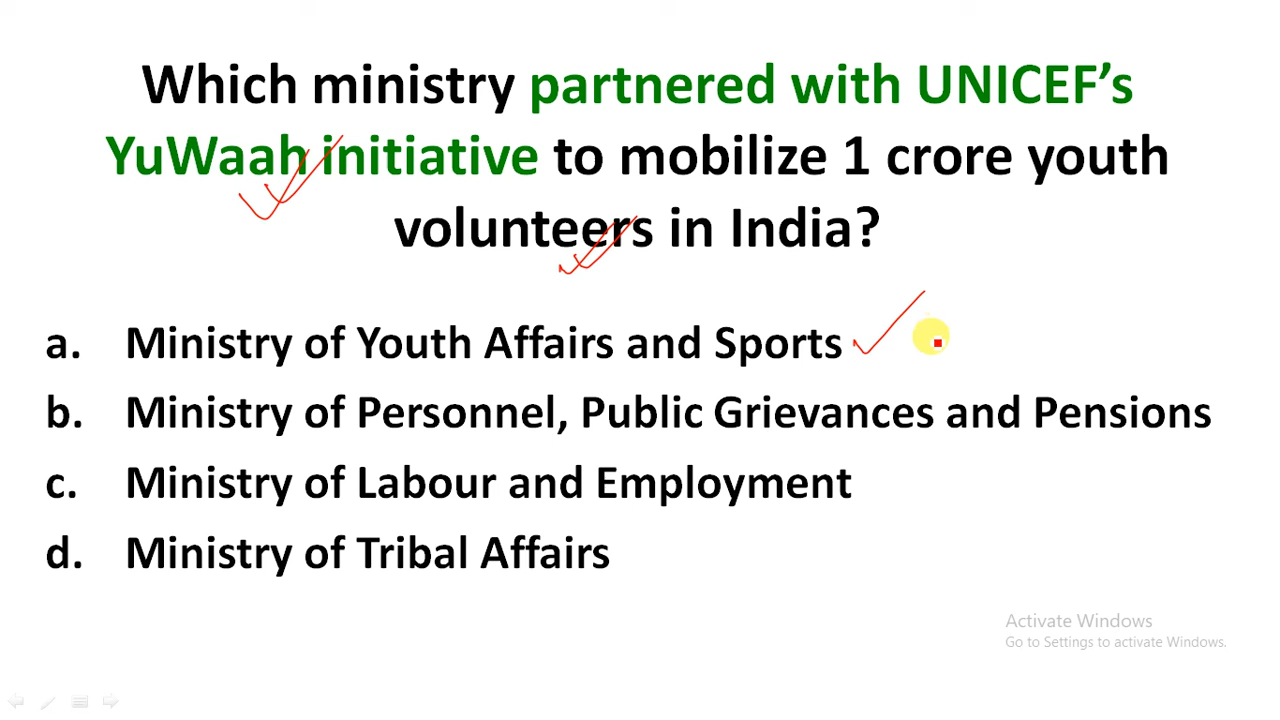 Which ministry partnered with UNICEF’s
YuWaah initiative to mobilize 1 crore youth
volunteers in India?
a. Ministry of Youth Affairs and Sports
b. Ministry of Personnel, Public Grievances and Pensions
c. Ministry of Labour and Employment
d. Ministry of Tribal Affairs
Activate Windows
Go to Settings to activate Windows.